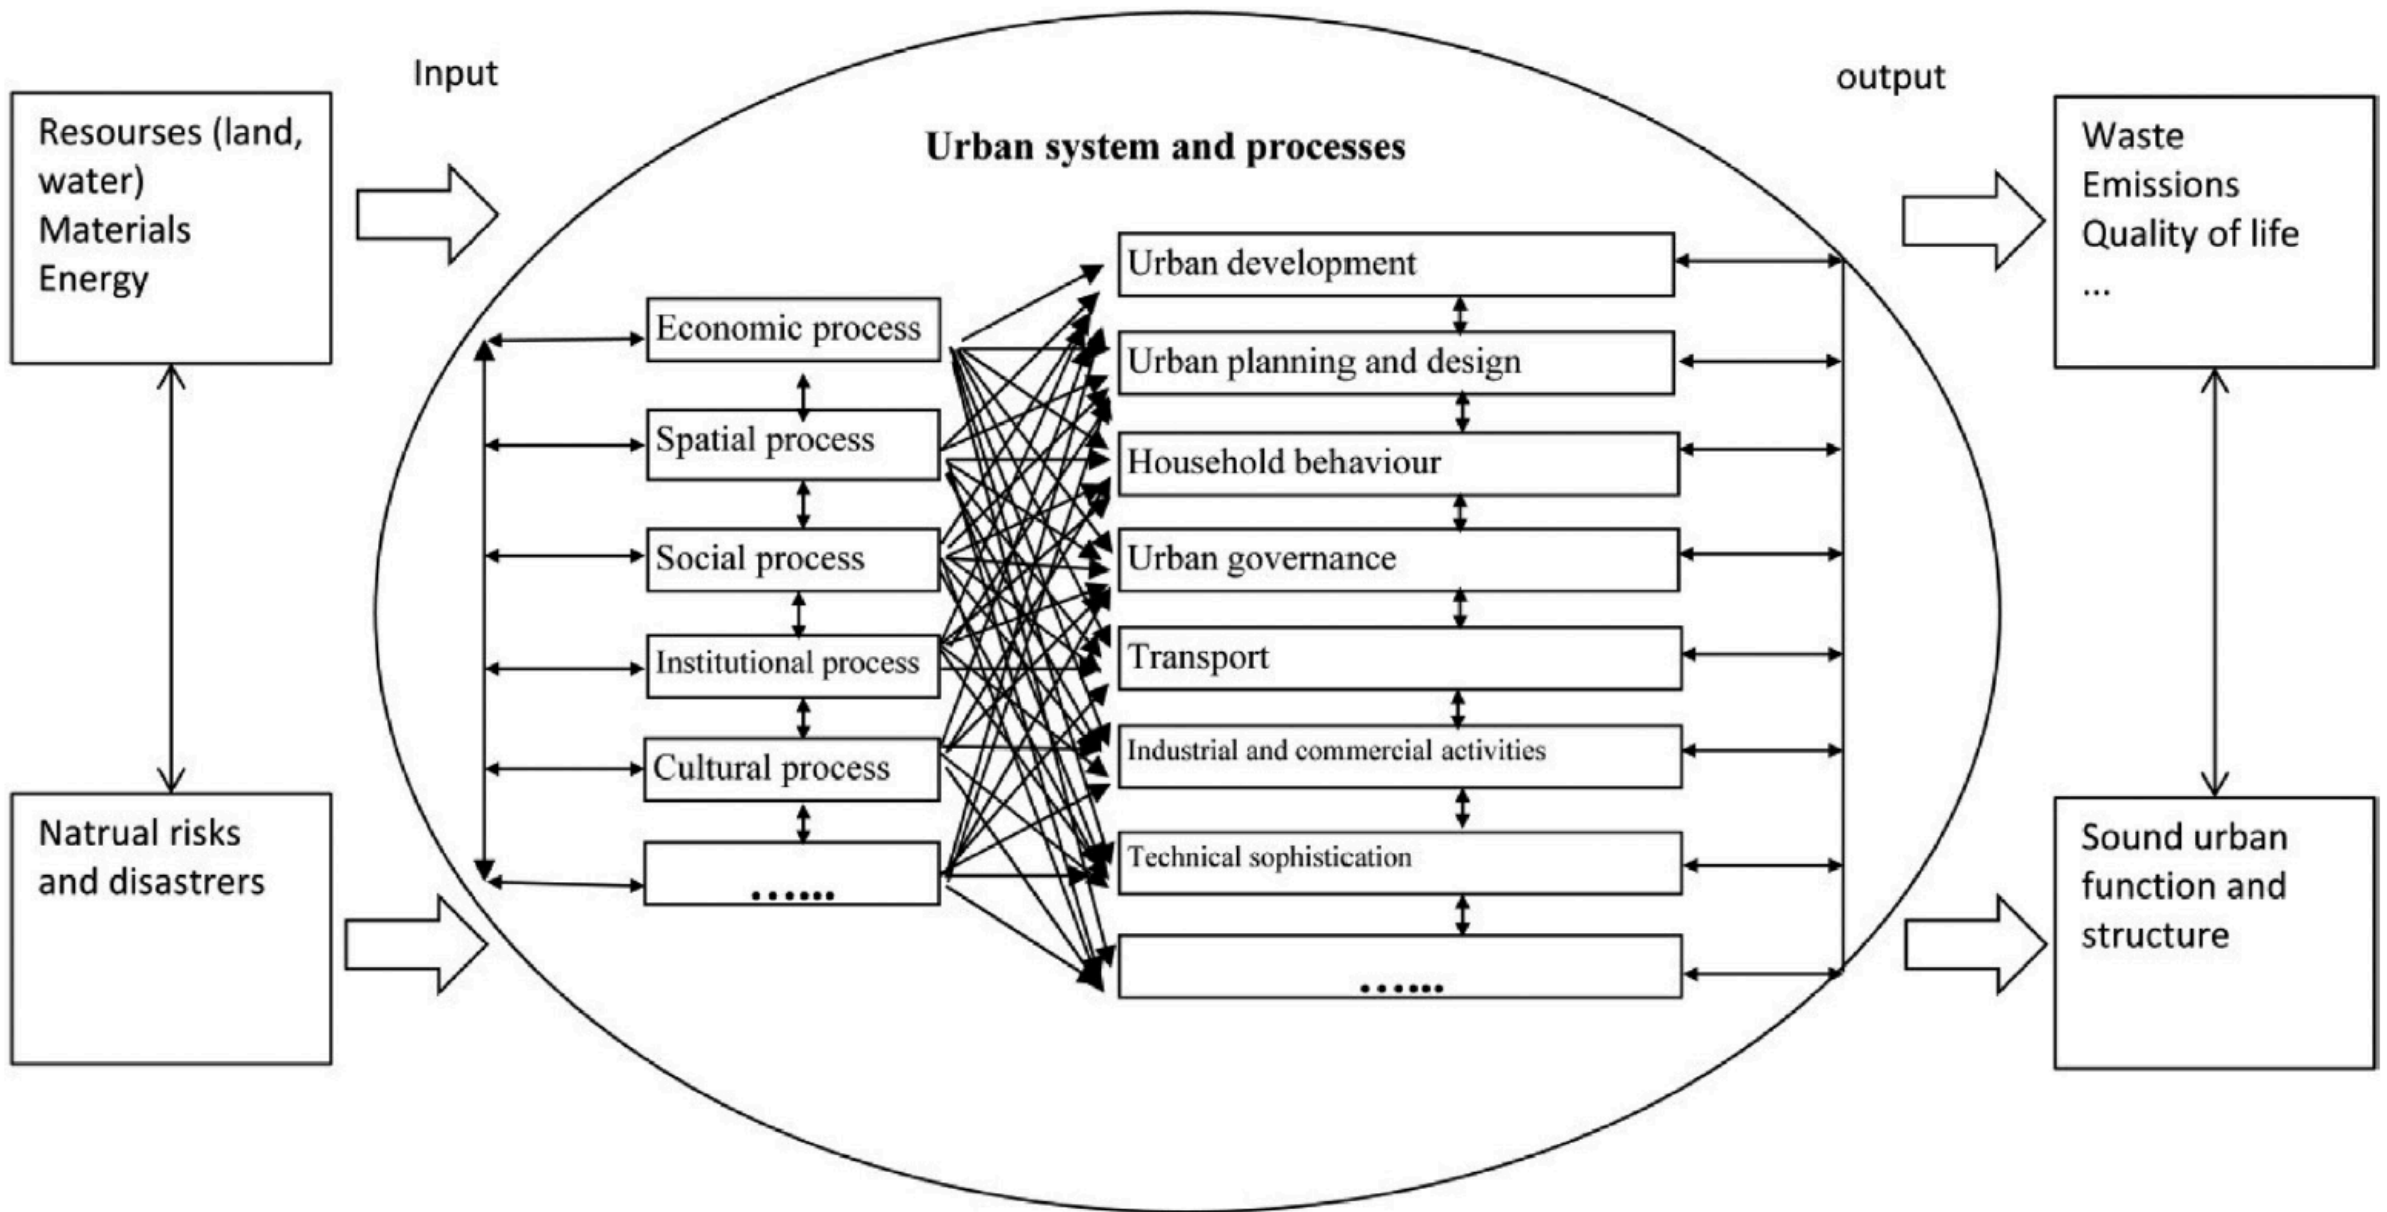 Input
output
Resourses (land,
water)
Materials
Energy
Natrual risks
and disastrers
Urban system and processes
Economic process
Spatial process
Social process
Institutional process
Cultural process
......
Urban development
Urban planning and design
Household behaviour
Urban governance
Transport
Industrial and commercial activities
Technical sophistication
......
Waste
Emissions
Quality of life
...
Sound urban
function and
structure